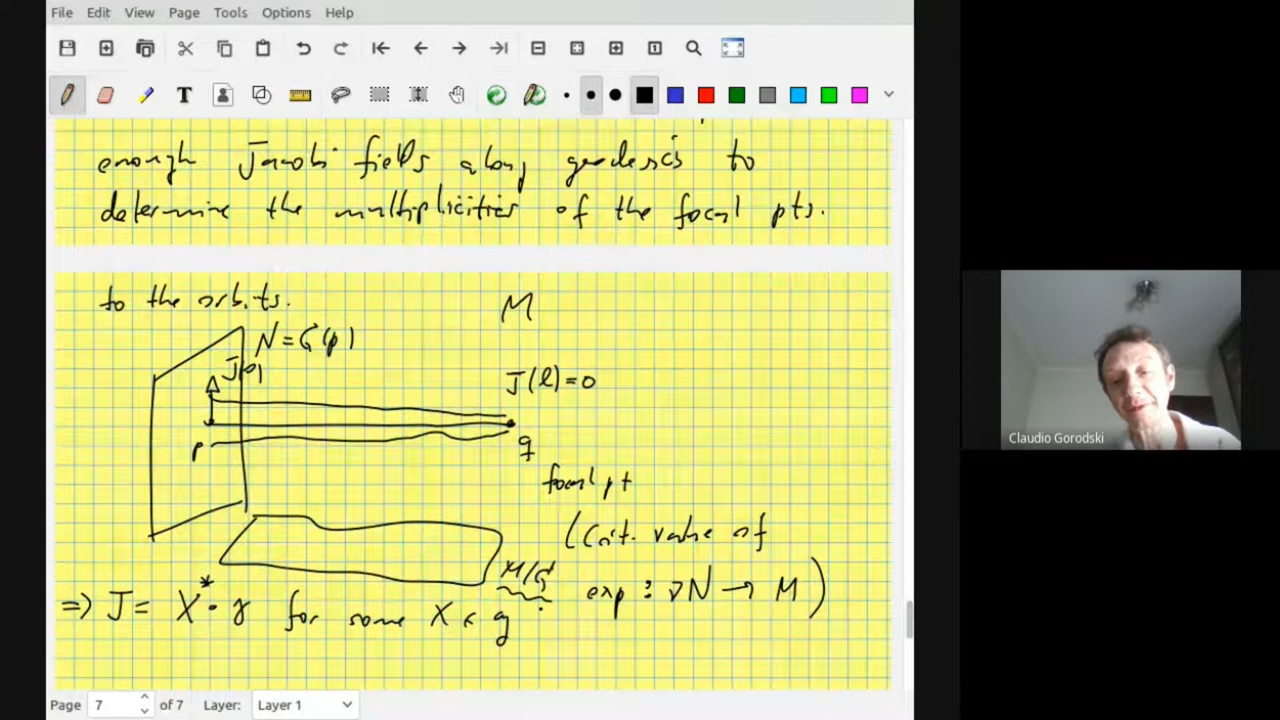 File Edit View Page Tools Options Help
enough Jacobi fields along geodesics to
determine the multiplicities of the focal pts.
to the orbits.
M
N = G(p)
J(0)
J(l) = 0
p
q
focal pt
(Crit. value of
exp : νN → M)
M/G
⇒ J = X* ∘ γ for some X ∈ g
Claudio Gorodski
Page 7 of 7 Layer: Layer 1